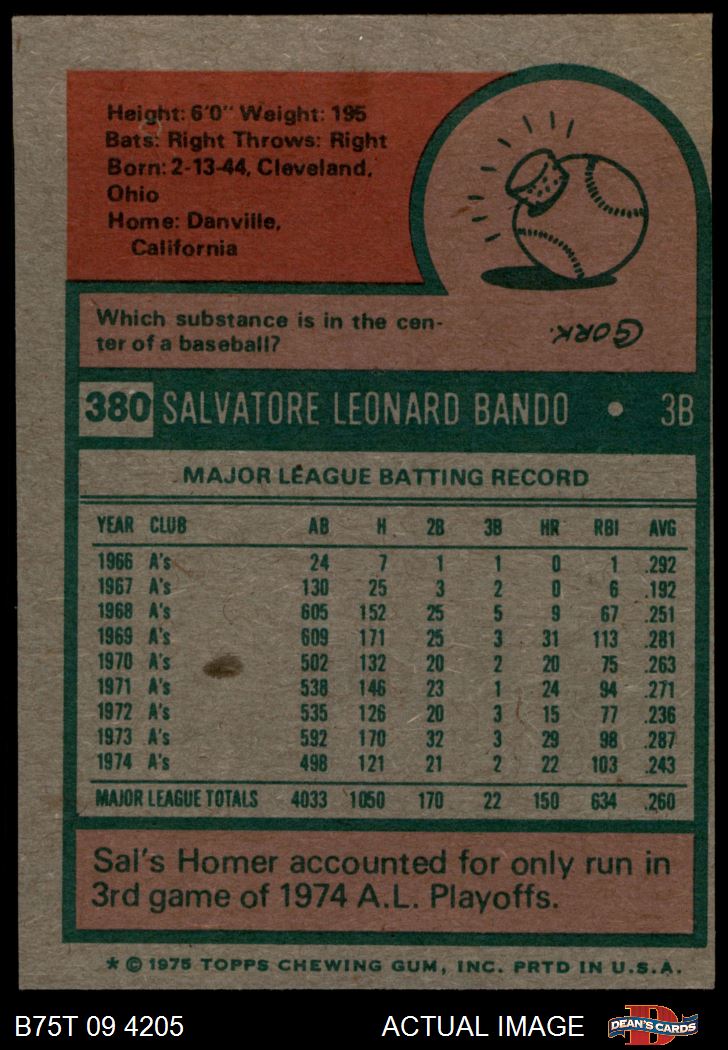 Height: 6'0" Weight: 195
Bats: Right Throws: Right
Born: 2-13-44, Cleveland,
Ohio
Home: Danville,
California
Which substance is in the cen-
ter of a baseball?
CORK.
380 SALVATORE LEONARD BANDO • 3B
MAJOR LEAGUE BATTING RECORD
YEAR CLUB AB H 2B 3B HR RBI AVG
1966 A's 24 7 1 1 0 1 .292
1967 A's 130 25 3 2 0 6 .192
1968 A's 605 152 25 5 9 67 .251
1969 A's 609 171 25 3 31 113 .281
1970 A's 502 132 20 2 20 75 .263
1971 A's 538 146 23 1 24 94 .271
1972 A's 535 126 20 3 15 77 .236
1973 A's 592 170 32 3 29 98 .287
1974 A's 498 121 21 2 22 103 .243
MAJOR LEAGUE TOTALS 4033 1050 170 22 150 634 .260
Sal's Homer accounted for only run in
3rd game of 1974 A.L. Playoffs.
* © 1975 TOPPS CHEWING GUM, INC. PRTD IN U.S.A.
B75T 09 4205 ACTUAL IMAGE DEAN'S CARDS